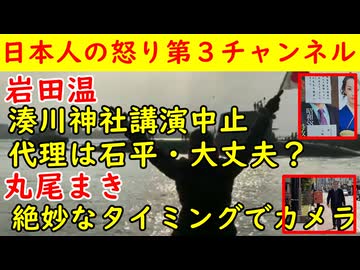 日本人の怒り第３チャンネル
岩田温
湊川神社講演中止
代理は石平・大丈夫？
丸尾まき
絶妙なタイミングでカメラ